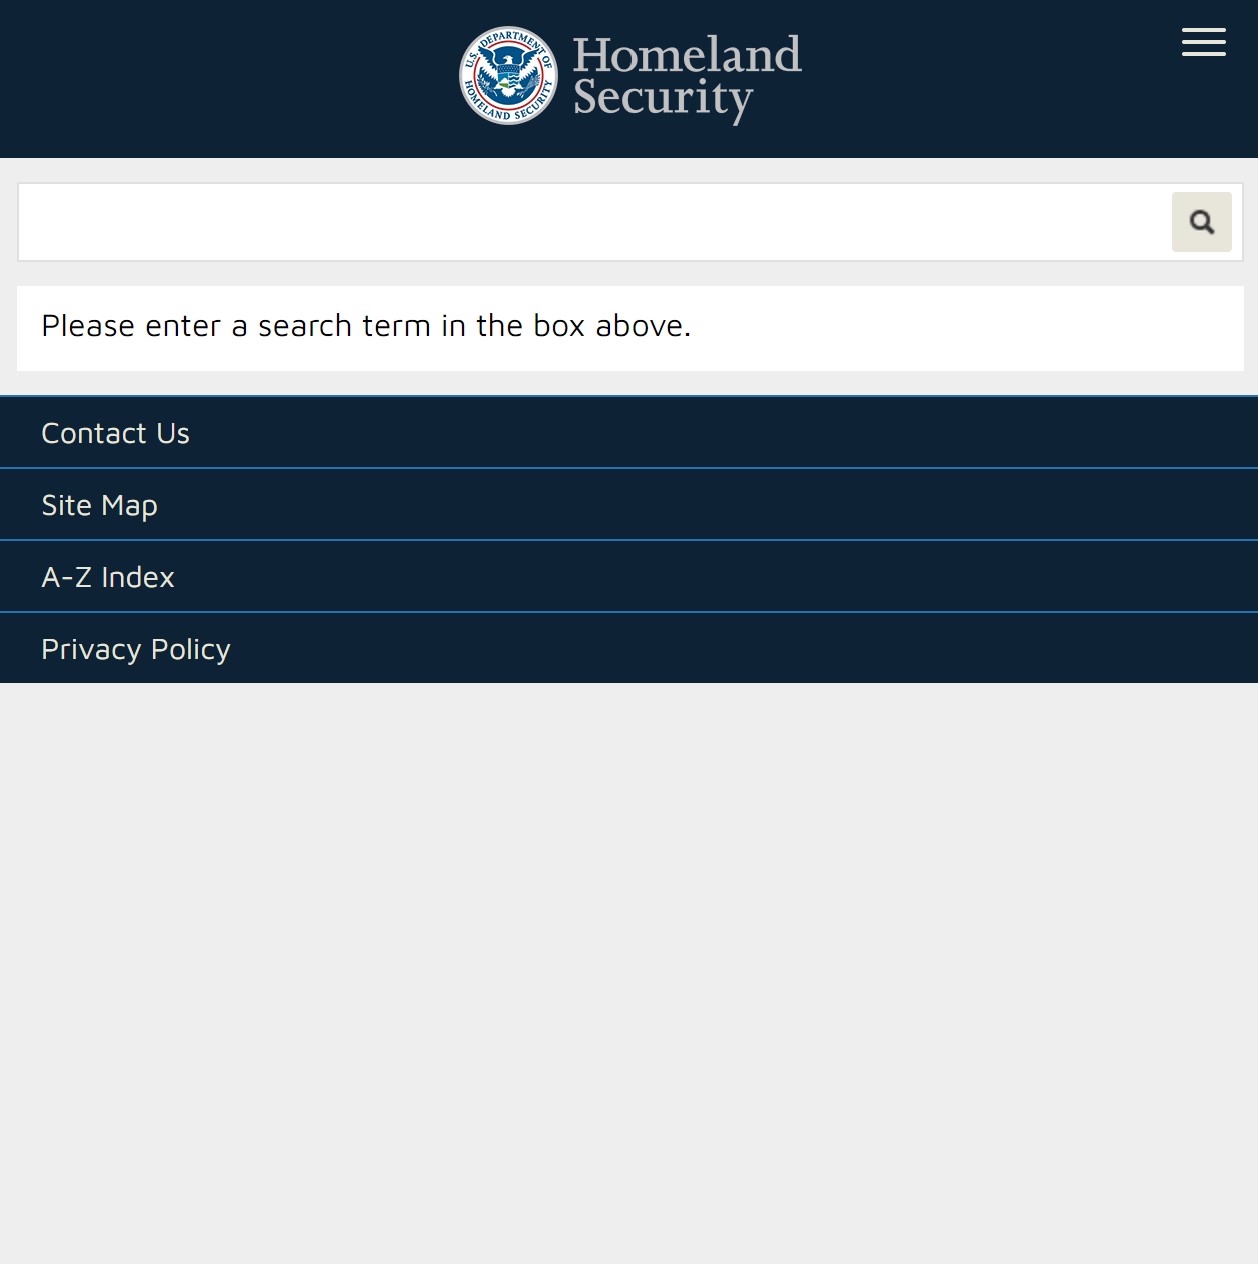 U.S. DEPARTMENT OF
HOMELAND SECURITY
Homeland
Security
Please enter a search term in the box above.
Contact Us
Site Map
A-Z Index
Privacy Policy